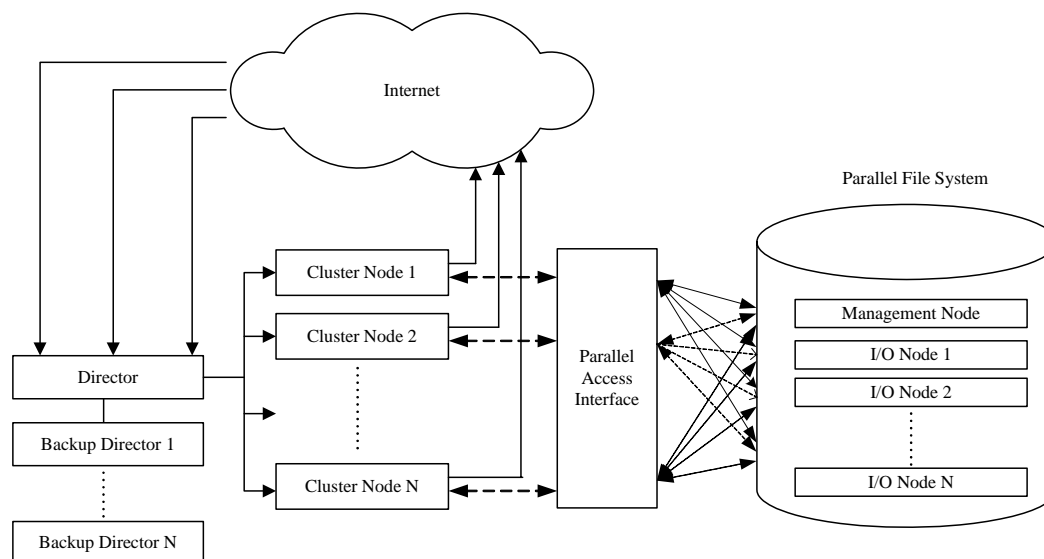 Internet
Parallel File System
Cluster Node 1
Cluster Node 2
Cluster Node N
Director
Backup Director 1
Backup Director N
Parallel
Access
Interface
Management Node
I/O Node 1
I/O Node 2
I/O Node N